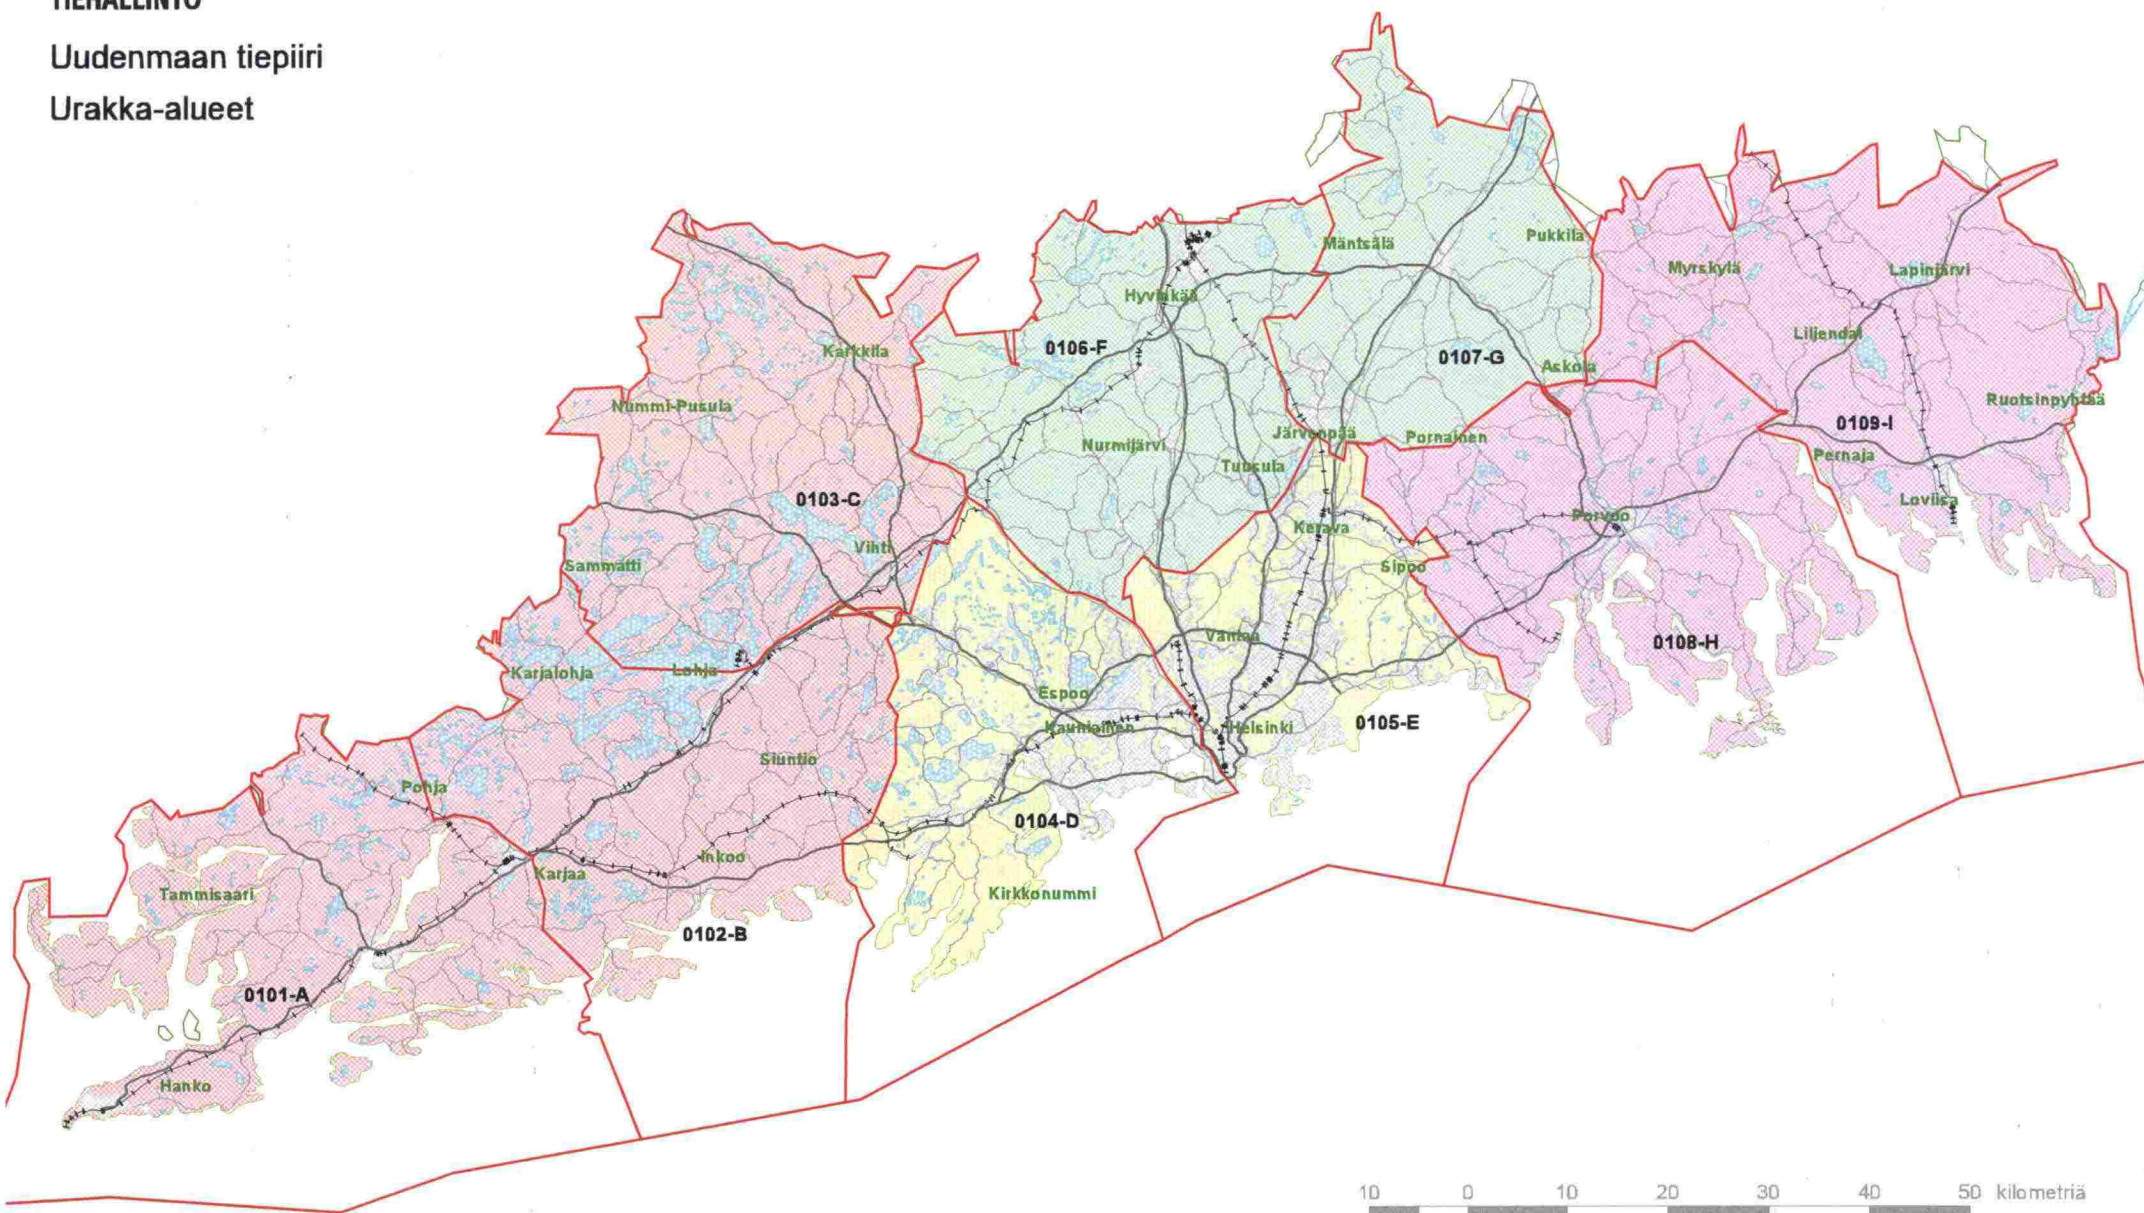 TIEHALLINTO
Uudenmaan tiepiiri
Urakka-alueet
Mäntsälä
Pukkila
Myrskylä
Lapinjärvi
Hyvinkää
Karkkila
0106-F
0107-G
Liljendal
Askola
Nummi-Pusula
Ruotsinpyhtää
0109-I
Järvenpää
Pornainen
Nurmijärvi
Tuusula
Pernaja
0103-C
Loviisa
Kerava
Porvoo
Vihti
Sammatti
Sipoo
Vantaa
0108-H
Karjalohja
Lohja
Espoo
Kauniainen
Helsinki
0105-E
Siuntio
Pohja
0104-D
Inkoo
Karjaa
Tammisaari
Kirkkonummi
0102-B
0101-A
Hanko
10 0 10 20 30 40 50 kilometriä